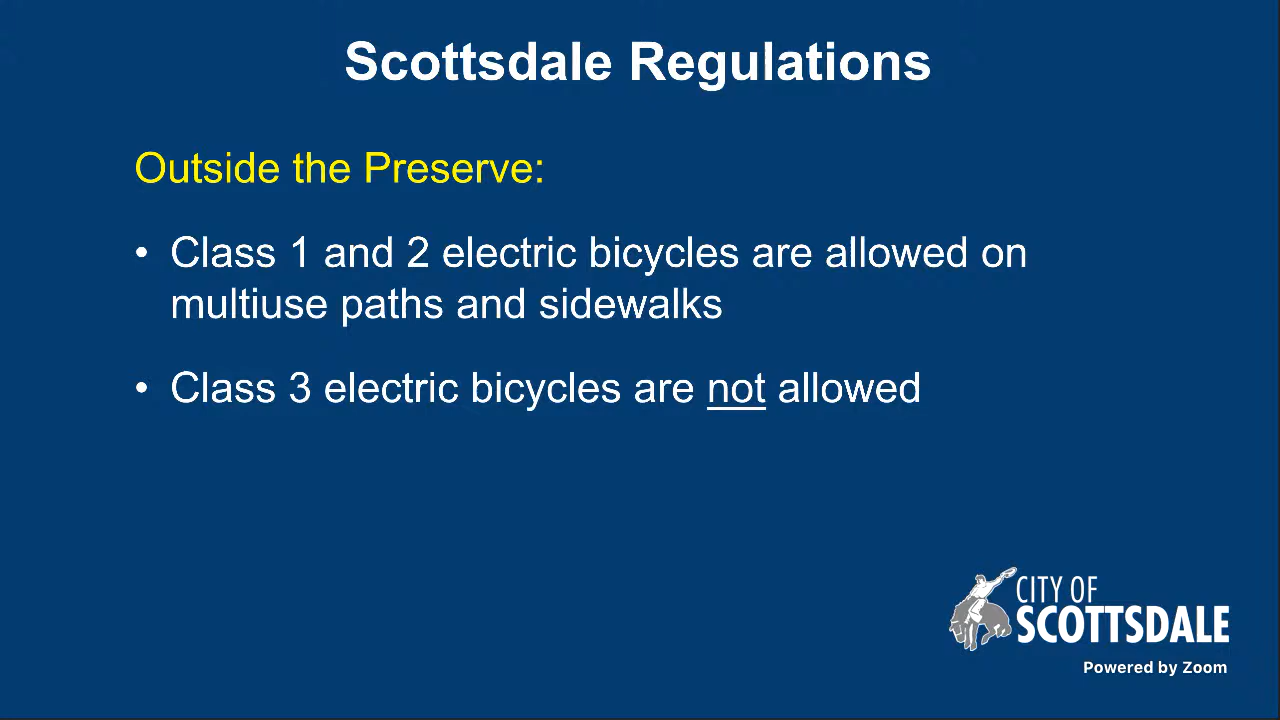 Scottsdale Regulations
Outside the Preserve:
• Class 1 and 2 electric bicycles are allowed on
multiuse paths and sidewalks
• Class 3 electric bicycles are not allowed
CITY OF
SCOTTSDALE
Powered by Zoom